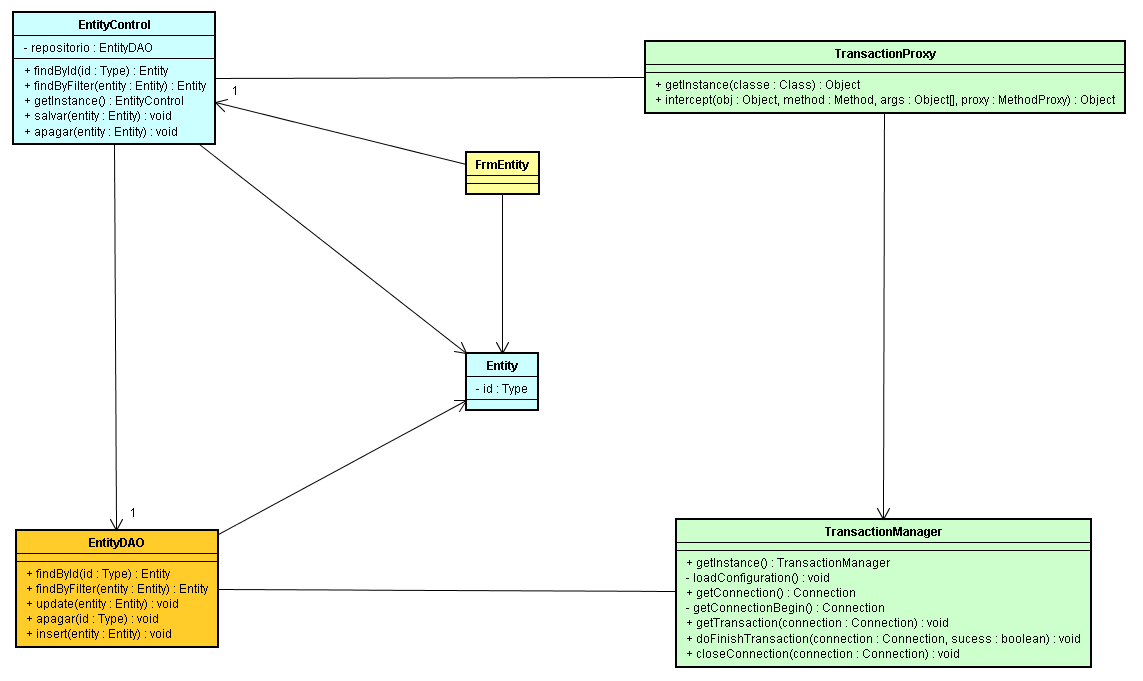 EntityControl
- repositorio : EntityDAO
+ findById(id : Type) : Entity
+ findByFilter(entity : Entity) : Entity
+ getInstance() : EntityControl
+ salvar(entity : Entity) : void
+ apagar(entity : Entity) : void
1
TransactionProxy
+ getInstance(classe : Class) : Object
+ intercept(obj : Object, method : Method, args : Object[], proxy : MethodProxy) : Object
FrmEntity
Entity
- id : Type
1
EntityDAO
+ findById(id : Type) : Entity
+ findByFilter(entity : Entity) : Entity
+ update(entity : Entity) : void
+ apagar(id : Type) : void
+ insert(entity : Entity) : void
TransactionManager
+ getInstance() : TransactionManager
- loadConfiguration() : void
+ getConnection() : Connection
- getConnectionBegin() : Connection
+ getTransaction(connection : Connection) : void
+ doFinishTransaction(connection : Connection, sucess : boolean) : void
+ closeConnection(connection : Connection) : void